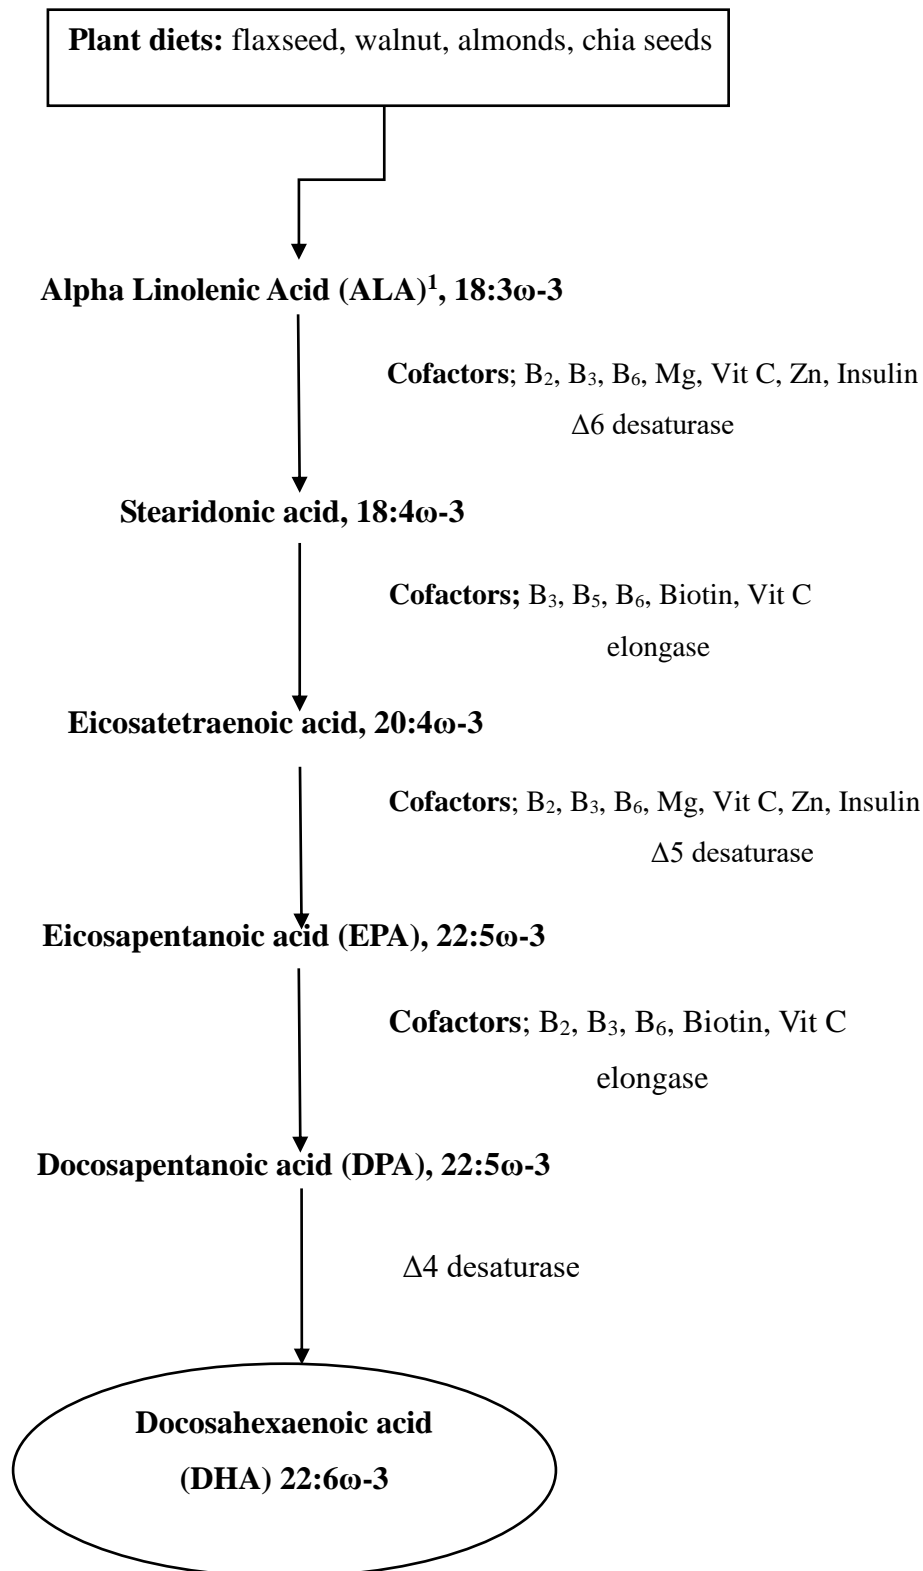 Plant diets: flaxseed, walnut, almonds, chia seeds
Alpha Linolenic Acid (ALA)¹, 18:3ω-3
Cofactors; B₂, B₃, B₆, Mg, Vit C, Zn, Insulin
Δ6 desaturase
Stearidonic acid, 18:4ω-3
Cofactors; B₃, B₅, B₆, Biotin, Vit C
elongase
Eicosatetraenoic acid, 20:4ω-3
Cofactors; B₂, B₃, B₆, Mg, Vit C, Zn, Insulin
Δ5 desaturase
Eicosapentanoic acid (EPA), 22:5ω-3
Cofactors; B₂, B₃, B₆, Biotin, Vit C
elongase
Docosapentanoic acid (DPA), 22:5ω-3
Δ4 desaturase
Docosahexaenoic acid
(DHA) 22:6ω-3